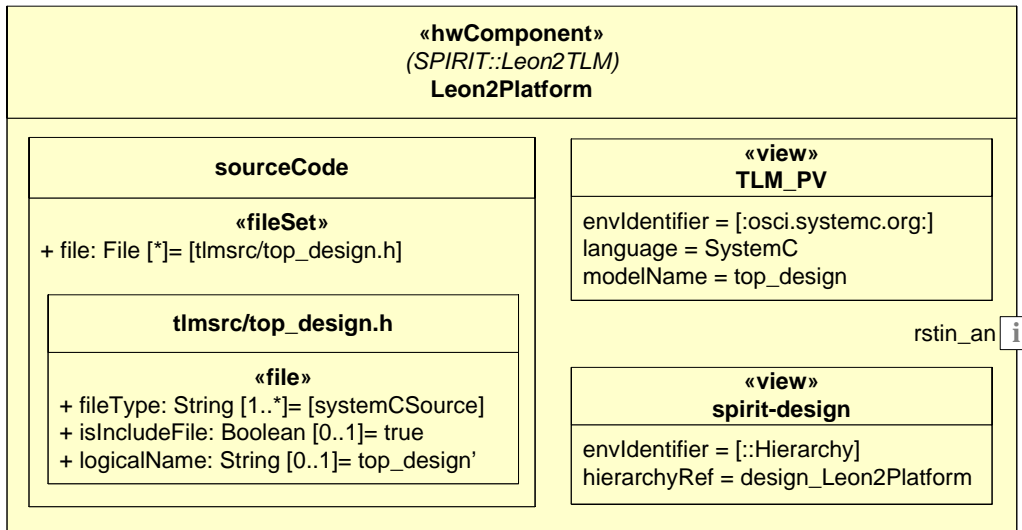 «hwComponent»
(SPIRIT::Leon2TLM)
Leon2Platform
sourceCode
«fileSet»
+ file: File [*]= [tlmsrc/top_design.h]
tlmsrc/top_design.h
«file»
+ fileType: String [1..*]= [systemCSource]
+ isIncludeFile: Boolean [0..1]= true
+ logicalName: String [0..1]= top_design’
«view»
TLM_PV
envIdentifier = [:osci.systemc.org:]
language = SystemC
modelName = top_design
rstin_an
i
«view»
spirit-design
envIdentifier = [::Hierarchy]
hierarchyRef = design_Leon2Platform